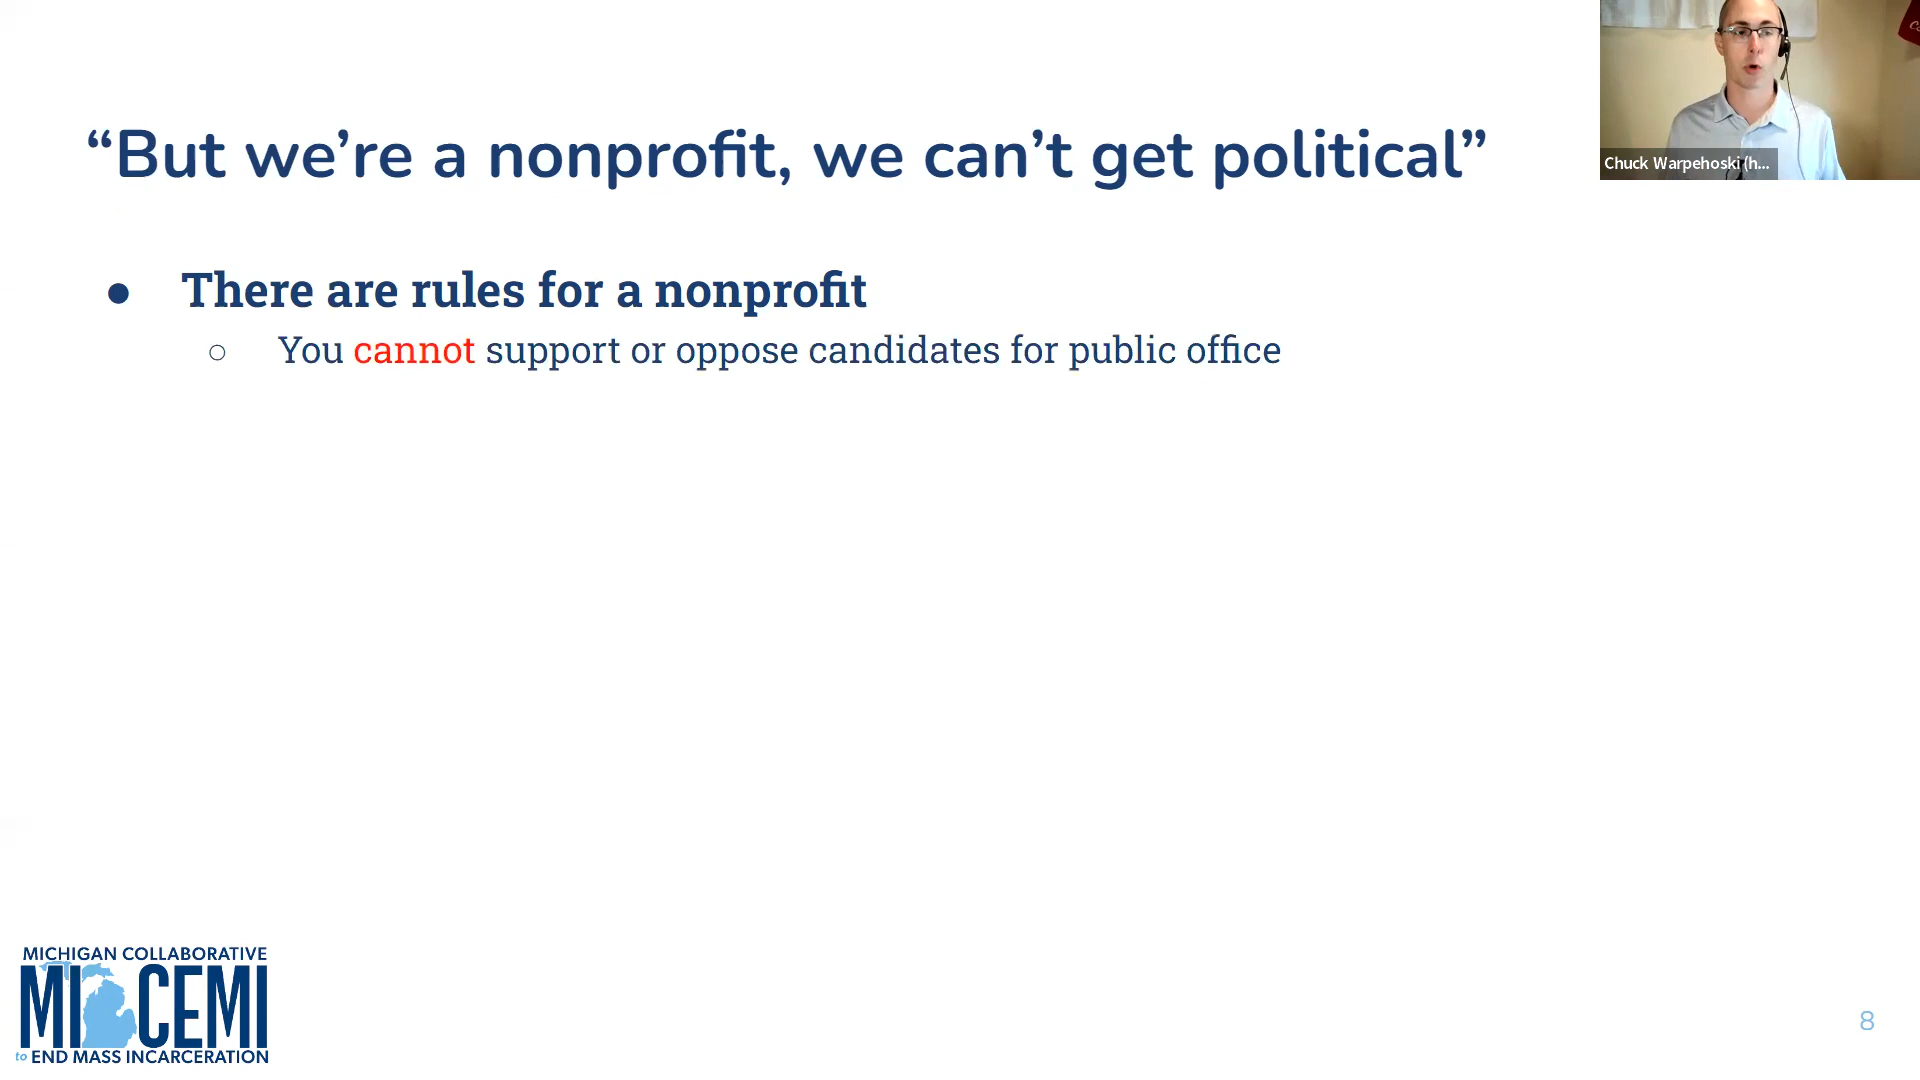 “But we’re a nonprofit, we can’t get political”
Chuck Warpehoski (h...
● There are rules for a nonprofit
○ You cannot support or oppose candidates for public office
MICHIGAN COLLABORATIVE
MI CEMI
to END MASS INCARCERATION
8